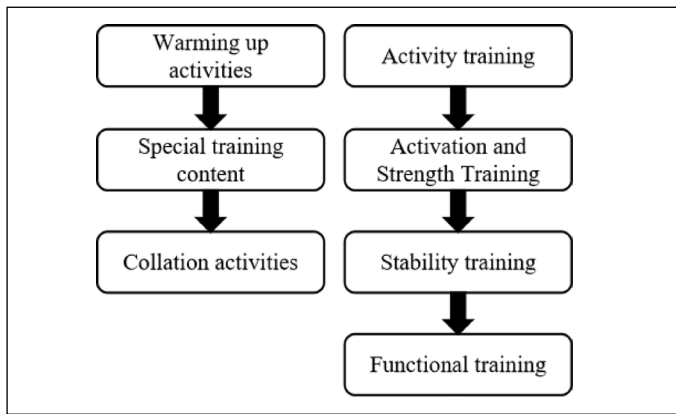 Warming up
activities
Special training
content
Collation activities
Activity training
Activation and
Strength Training
Stability training
Functional training